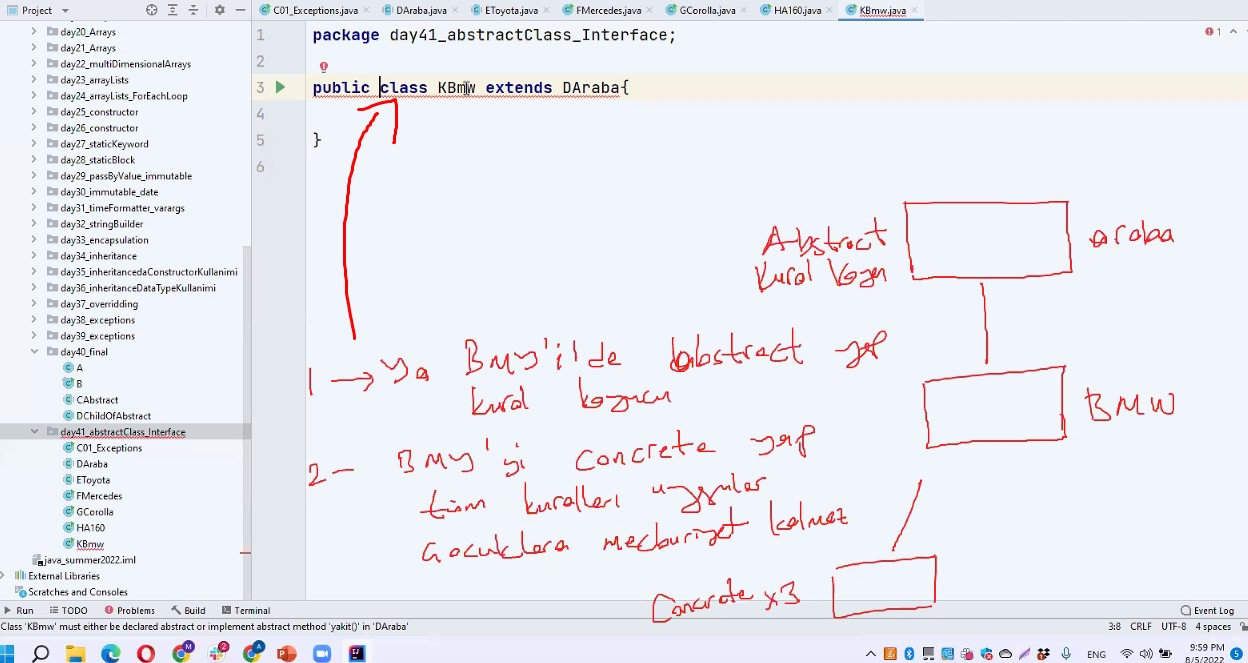 Project
C01_Exceptions.java
DAraba.java
EToyota.java
FMercedes.java
GCorolla.java
HA160.java
KBmw.java
day20_Arrays
day21_Arrays
day22_multiDimensionalArrays
day23_arrayLists
day24_arrayLists_ForEachLoop
day25_constructor
day26_constructor
day27_staticKeyword
day28_staticBlock
day29_passByValue_immutable
day30_immutable_date
day31_timeFormatter_varargs
day32_stringBuilder
day33_encapsulation
day34_inheritance
day35_inheritancedaConstructorKullanimi
day36_inheritanceDataTypeKullanimi
day37_overridding
day38_exceptions
day39_exceptions
day40_final
A
B
CAbstract
DChildOfAbstract
day41_abstractClass_Interface
C01_Exceptions
DAraba
EToyota
FMercedes
GCorolla
HA160
KBmw
java_summer2022.iml
External Libraries
Scratches and Consoles
1 package day41_abstractClass_Interface;
2
3 public class KBmw extends DAraba{
4
5 }
6
1
Abstract
Kural koyan
araba
1 → Ya BMW'yi de abstract yap
kural koyucu
BMW
2 - BMW'yi concrete yap
tüm kuralları uygular
çocuklara mecburiyet kalmaz
Concrete x3
Run
TODO
Problems
Build
Terminal
Event Log
Class 'KBmw' must either be declared abstract or implement abstract method 'yakit()' in 'DAraba'
3:8 CRLF UTF-8 4 spaces
M
2
A
ENG
9:59 PM
8/5/2022
5